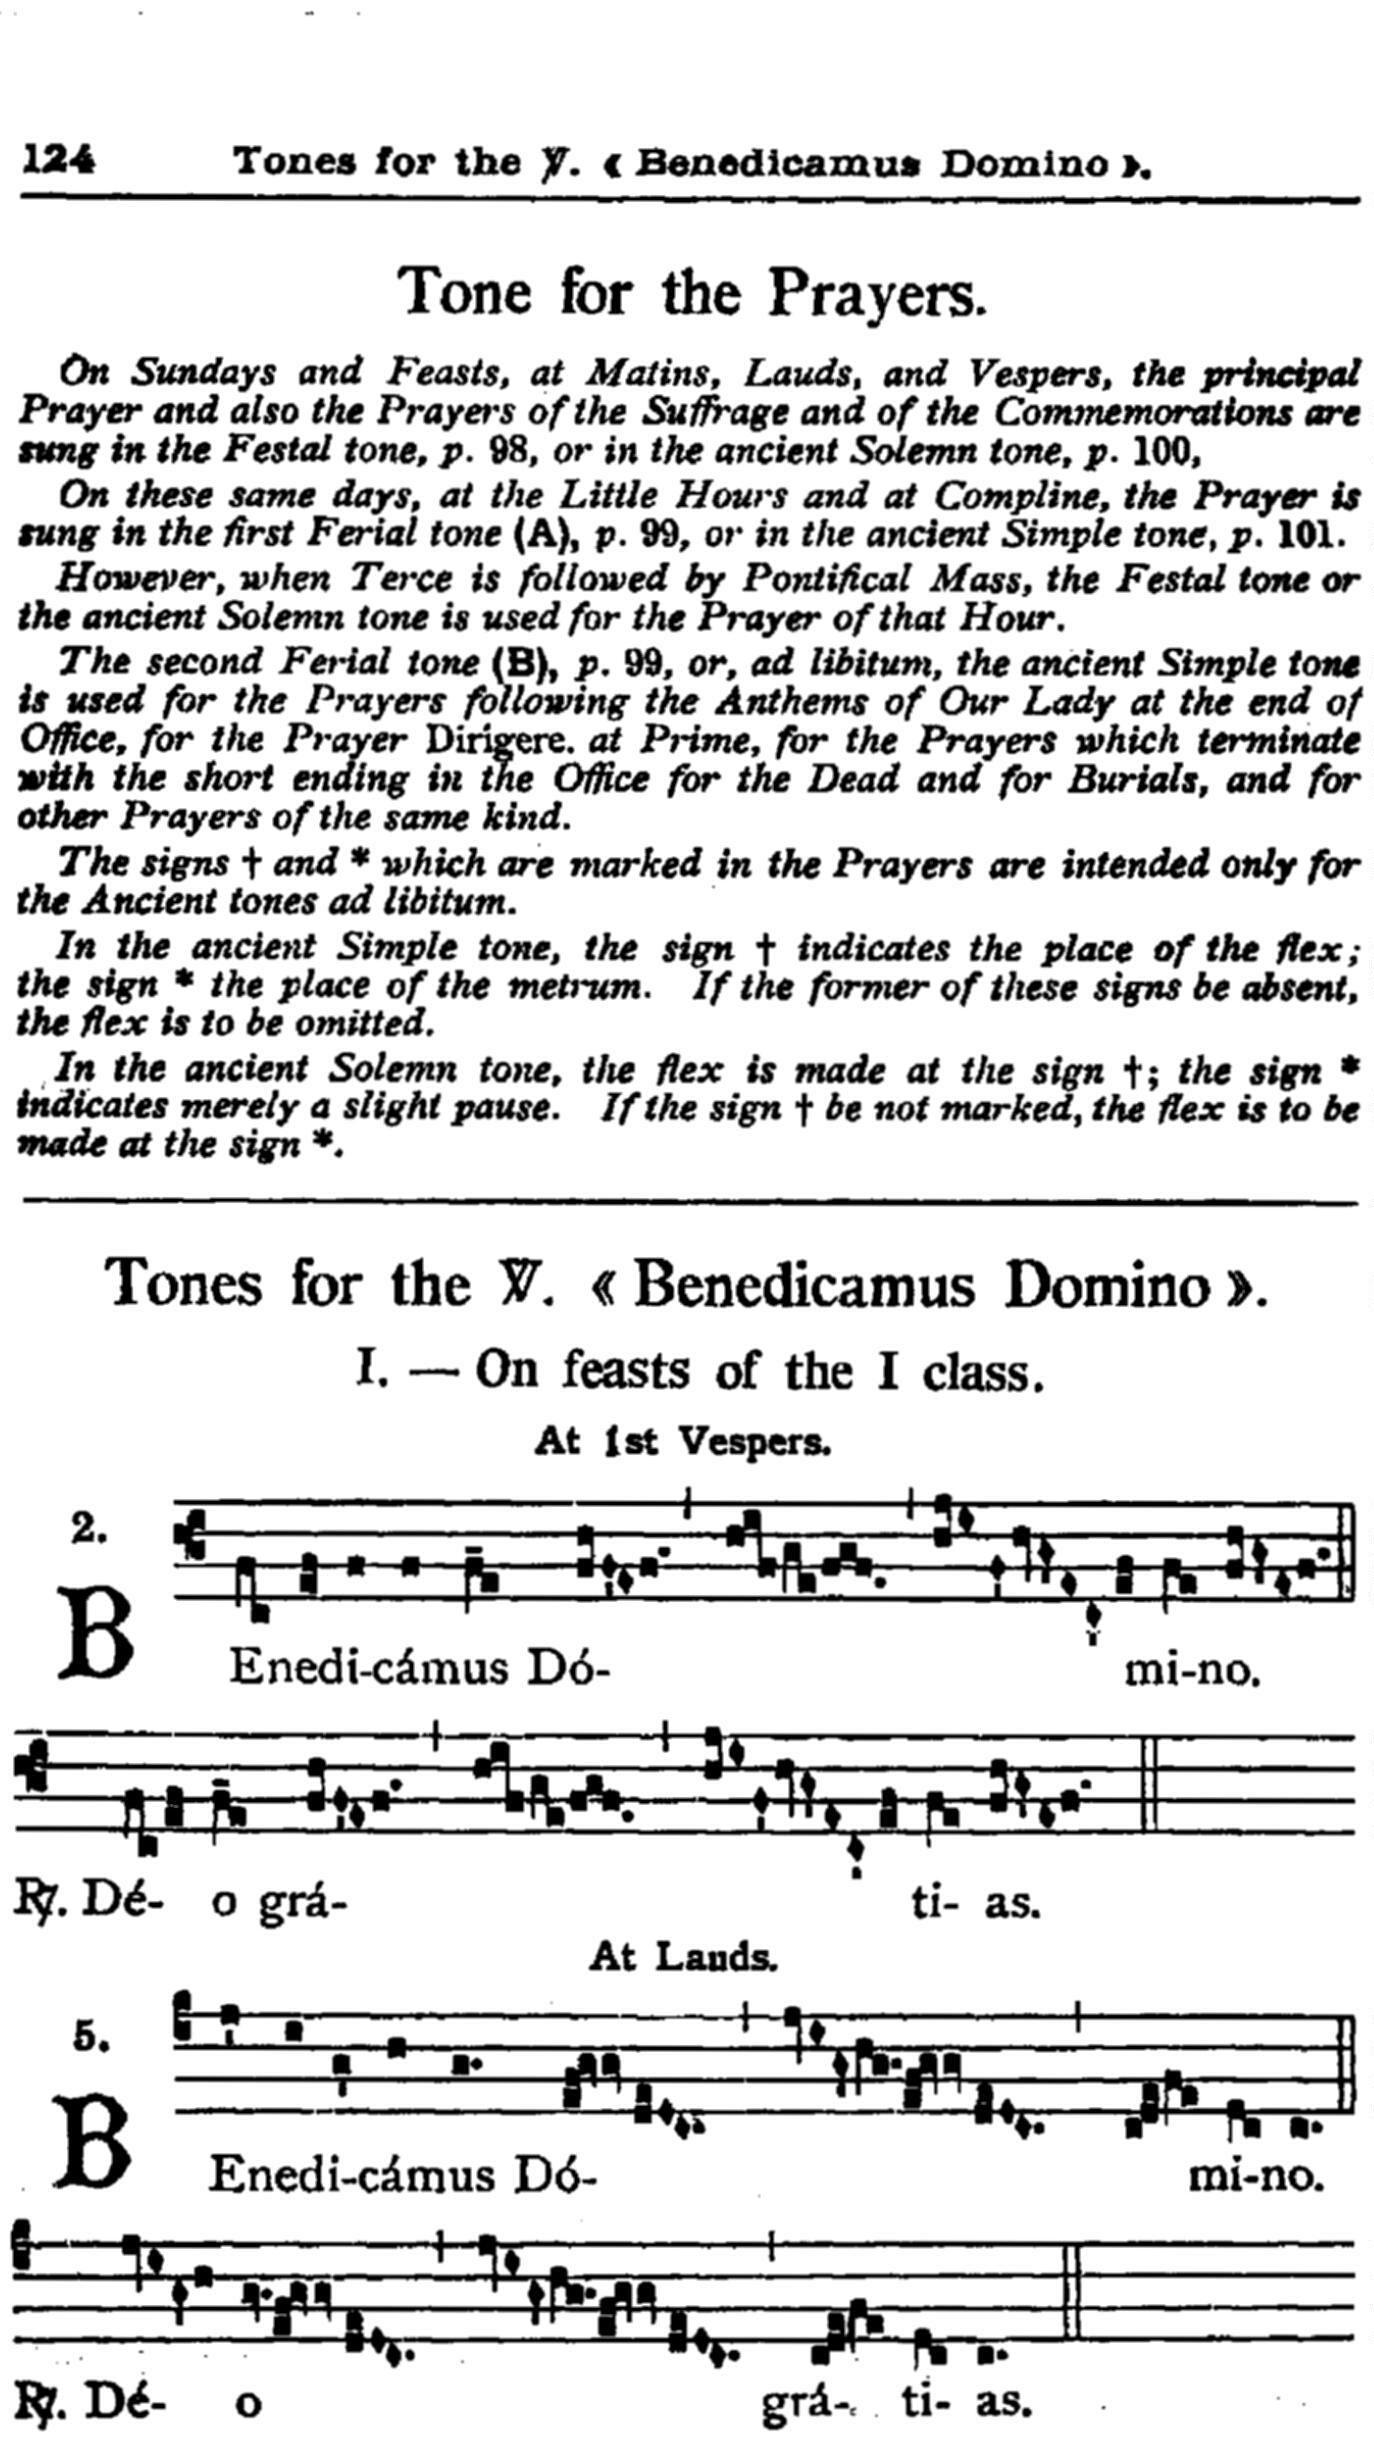 124 Tones for the ℣. « Benedicamus Domino ».
Tone for the Prayers.
On Sundays and Feasts, at Matins, Lauds, and Vespers, the principal
Prayer and also the Prayers of the Suffrage and of the Commemorations are
sung in the Festal tone, p. 98, or in the ancient Solemn tone, p. 100,
On these same days, at the Little Hours and at Compline, the Prayer is
sung in the first Ferial tone (A), p. 99, or in the ancient Simple tone, p. 101.
However, when Terce is followed by Pontifical Mass, the Festal tone or
the ancient Solemn tone is used for the Prayer of that Hour.
The second Ferial tone (B), p. 99, or, ad libitum, the ancient Simple tone
is used for the Prayers following the Anthems of Our Lady at the end of
Office, for the Prayer Dirígere. at Prime, for the Prayers which terminate
with the short ending in the Office for the Dead and for Burials, and for
other Prayers of the same kind.
The signs † and * which are marked in the Prayers are intended only for
the Ancient tones ad libitum.
In the ancient Simple tone, the sign † indicates the place of the flex;
the sign * the place of the metrum. If the former of these signs be absent,
the flex is to be omitted.
In the ancient Solemn tone, the flex is made at the sign †; the sign *
indicates merely a slight pause. If the sign † be not marked, the flex is to be
made at the sign *.
Tones for the ℣. « Benedicamus Domino ».
I. — On feasts of the I class.
At 1st Vespers.
2.
BEnedi-cámus Dó- mi-no.
℟. Dé- o grá- ti- as.
At Lauds.
5.
BEnedi-cámus Dó- mi-no.
℟. Dé- o grá- ti- as.